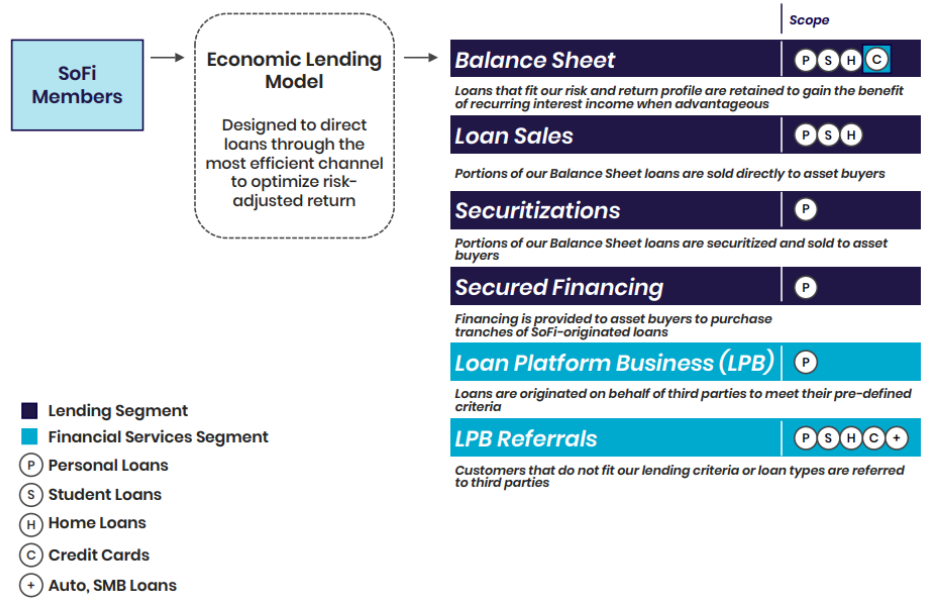 Scope
SoFi
Members
Economic Lending
Model
Designed to direct
loans through the
most efficient channel
to optimize risk-
adjusted return
Balance Sheet
P S H C
Loans that fit our risk and return profile are retained to gain the benefit
of recurring interest income when advantageous
Loan Sales
P S H
Portions of our Balance Sheet loans are sold directly to asset buyers
Securitizations
P
Portions of our Balance Sheet loans are securitized and sold to asset
buyers
Secured Financing
P
Financing is provided to asset buyers to purchase
tranches of SoFi-originated loans
Loan Platform Business (LPB)
P
Loans are originated on behalf of third parties to meet their pre-defined
criteria
LPB Referrals
P S H C +
Customers that do not fit our lending criteria or loan types are referred
to third parties
Lending Segment
Financial Services Segment
P Personal Loans
S Student Loans
H Home Loans
C Credit Cards
+ Auto, SMB Loans